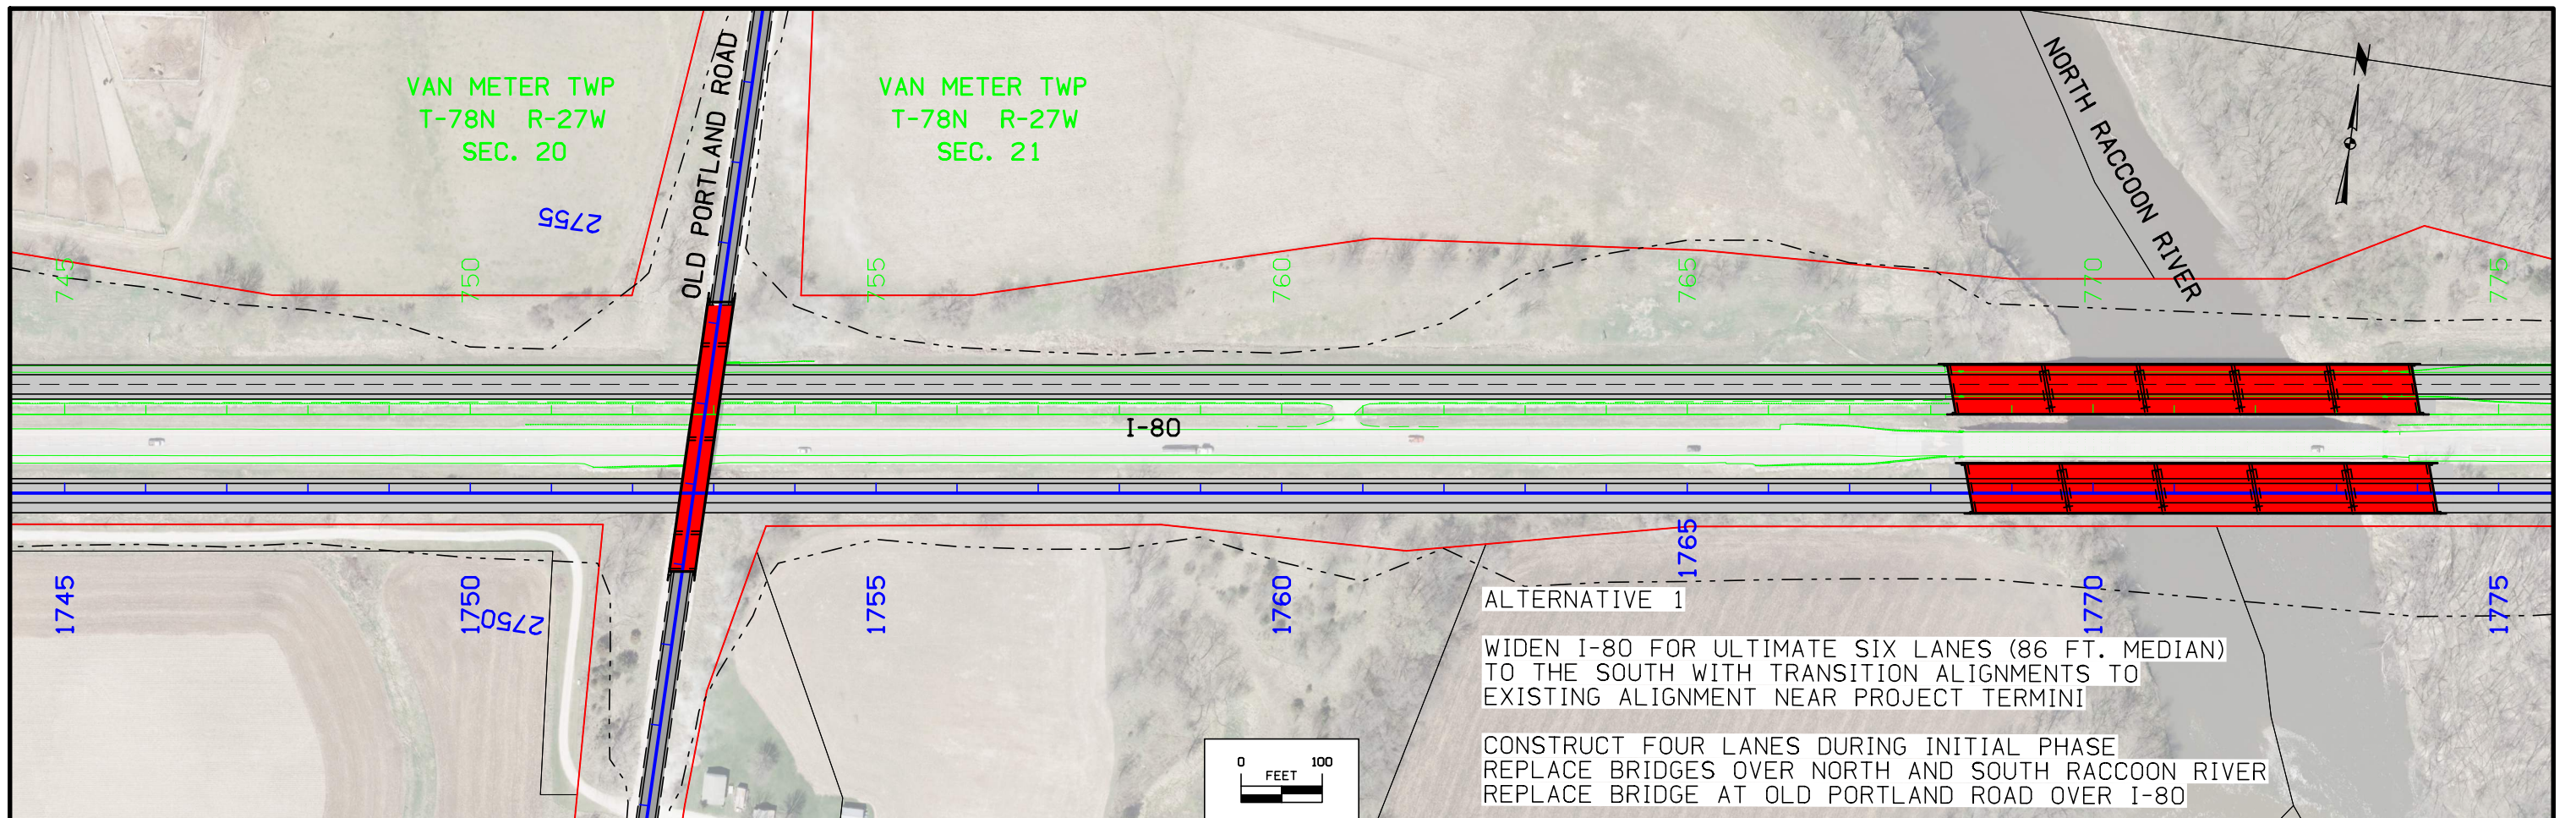 VAN METER TWP
T-78N R-27W
SEC. 20
VAN METER TWP
T-78N R-27W
SEC. 21
OLD PORTLAND ROAD
NORTH RACCOON RIVER
N
2755
745
750
755
760
765
770
775
I-80
1745
1750
1755
1760
1765
1770
1775
2750
ALTERNATIVE 1
WIDEN I-80 FOR ULTIMATE SIX LANES (86 FT. MEDIAN)
TO THE SOUTH WITH TRANSITION ALIGNMENTS TO
EXISTING ALIGNMENT NEAR PROJECT TERMINI
CONSTRUCT FOUR LANES DURING INITIAL PHASE
REPLACE BRIDGES OVER NORTH AND SOUTH RACCOON RIVER
REPLACE BRIDGE AT OLD PORTLAND ROAD OVER I-80
0 100
FEET